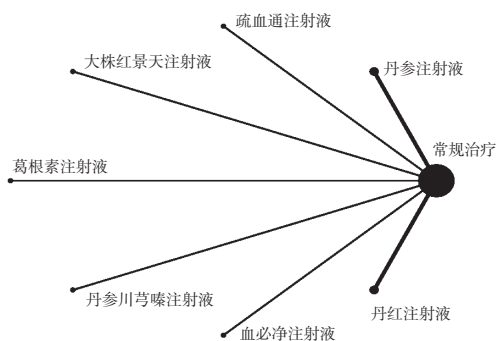 疏血通注射液
大株红景天注射液
丹参注射液
常规治疗
葛根素注射液
丹参川芎嗪注射液
丹红注射液
血必净注射液